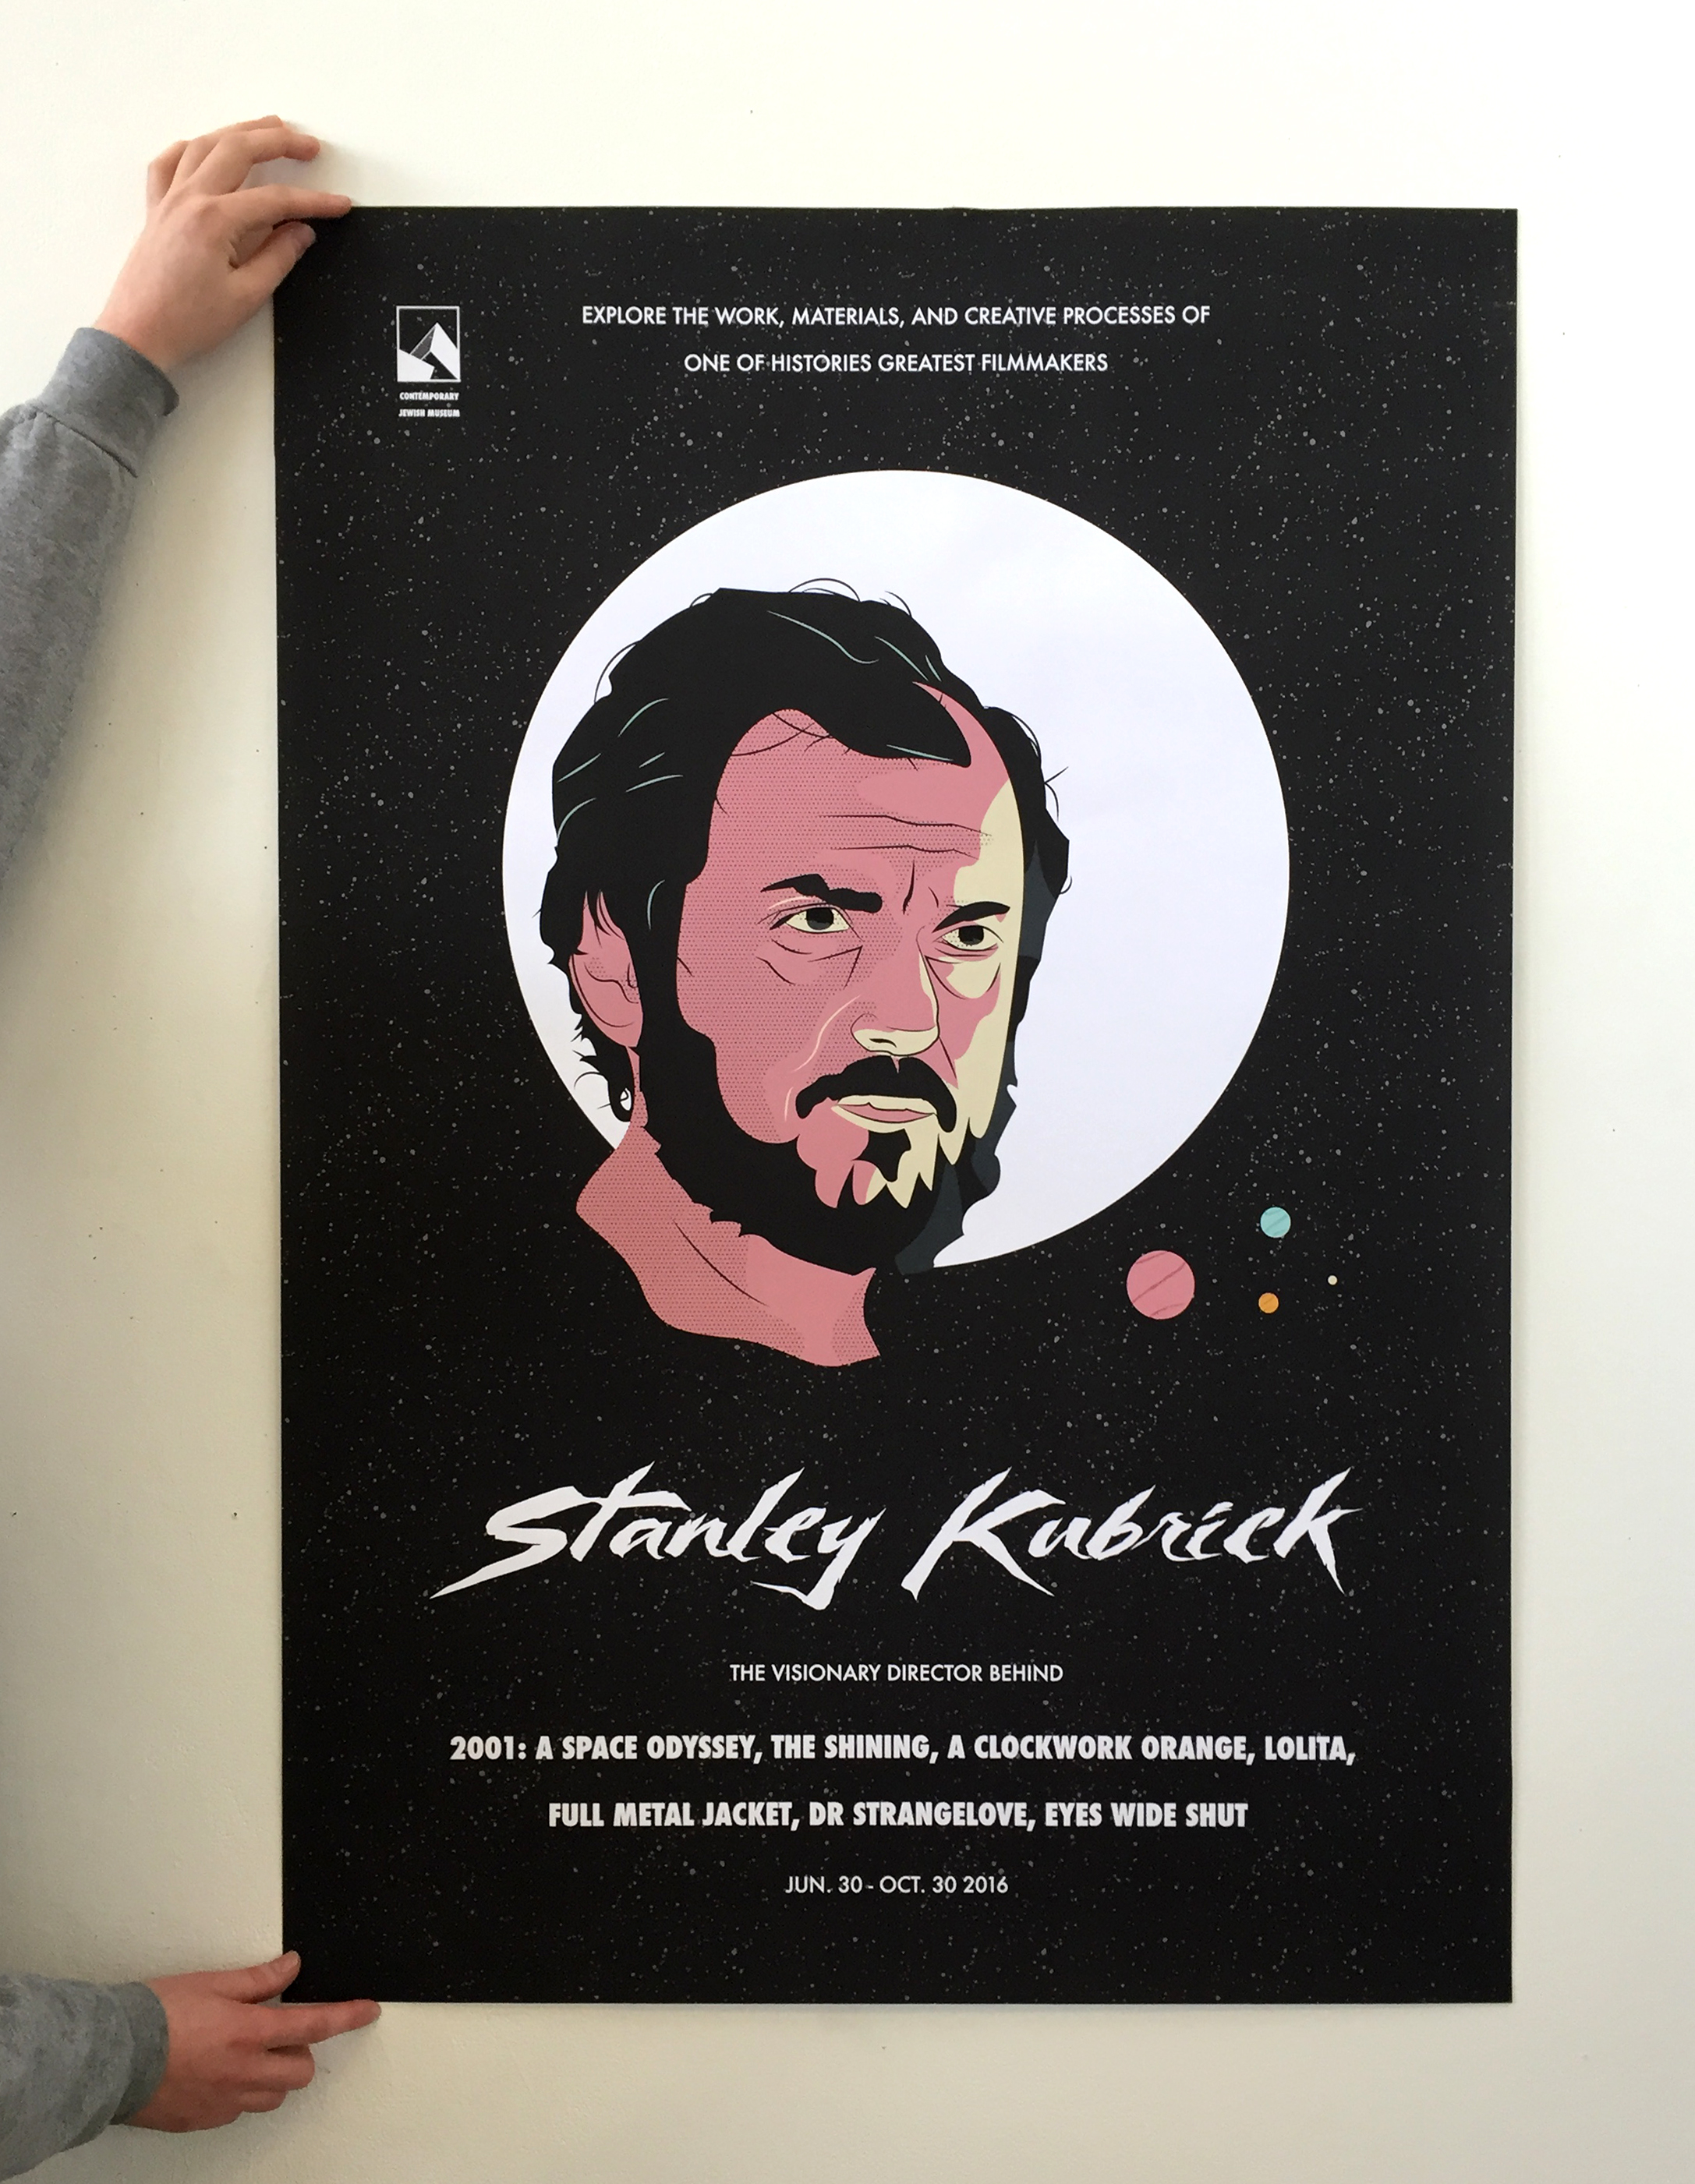 EXPLORE THE WORK, MATERIALS, AND CREATIVE PROCESSES OF
ONE OF HISTORIES GREATEST FILMMAKERS
CONTEMPORARY
JEWISH MUSEUM
Stanley Kubrick
THE VISIONARY DIRECTOR BEHIND
2001: A SPACE ODYSSEY, THE SHINING, A CLOCKWORK ORANGE, LOLITA,
FULL METAL JACKET, DR STRANGELOVE, EYES WIDE SHUT
JUN. 30 - OCT. 30 2016